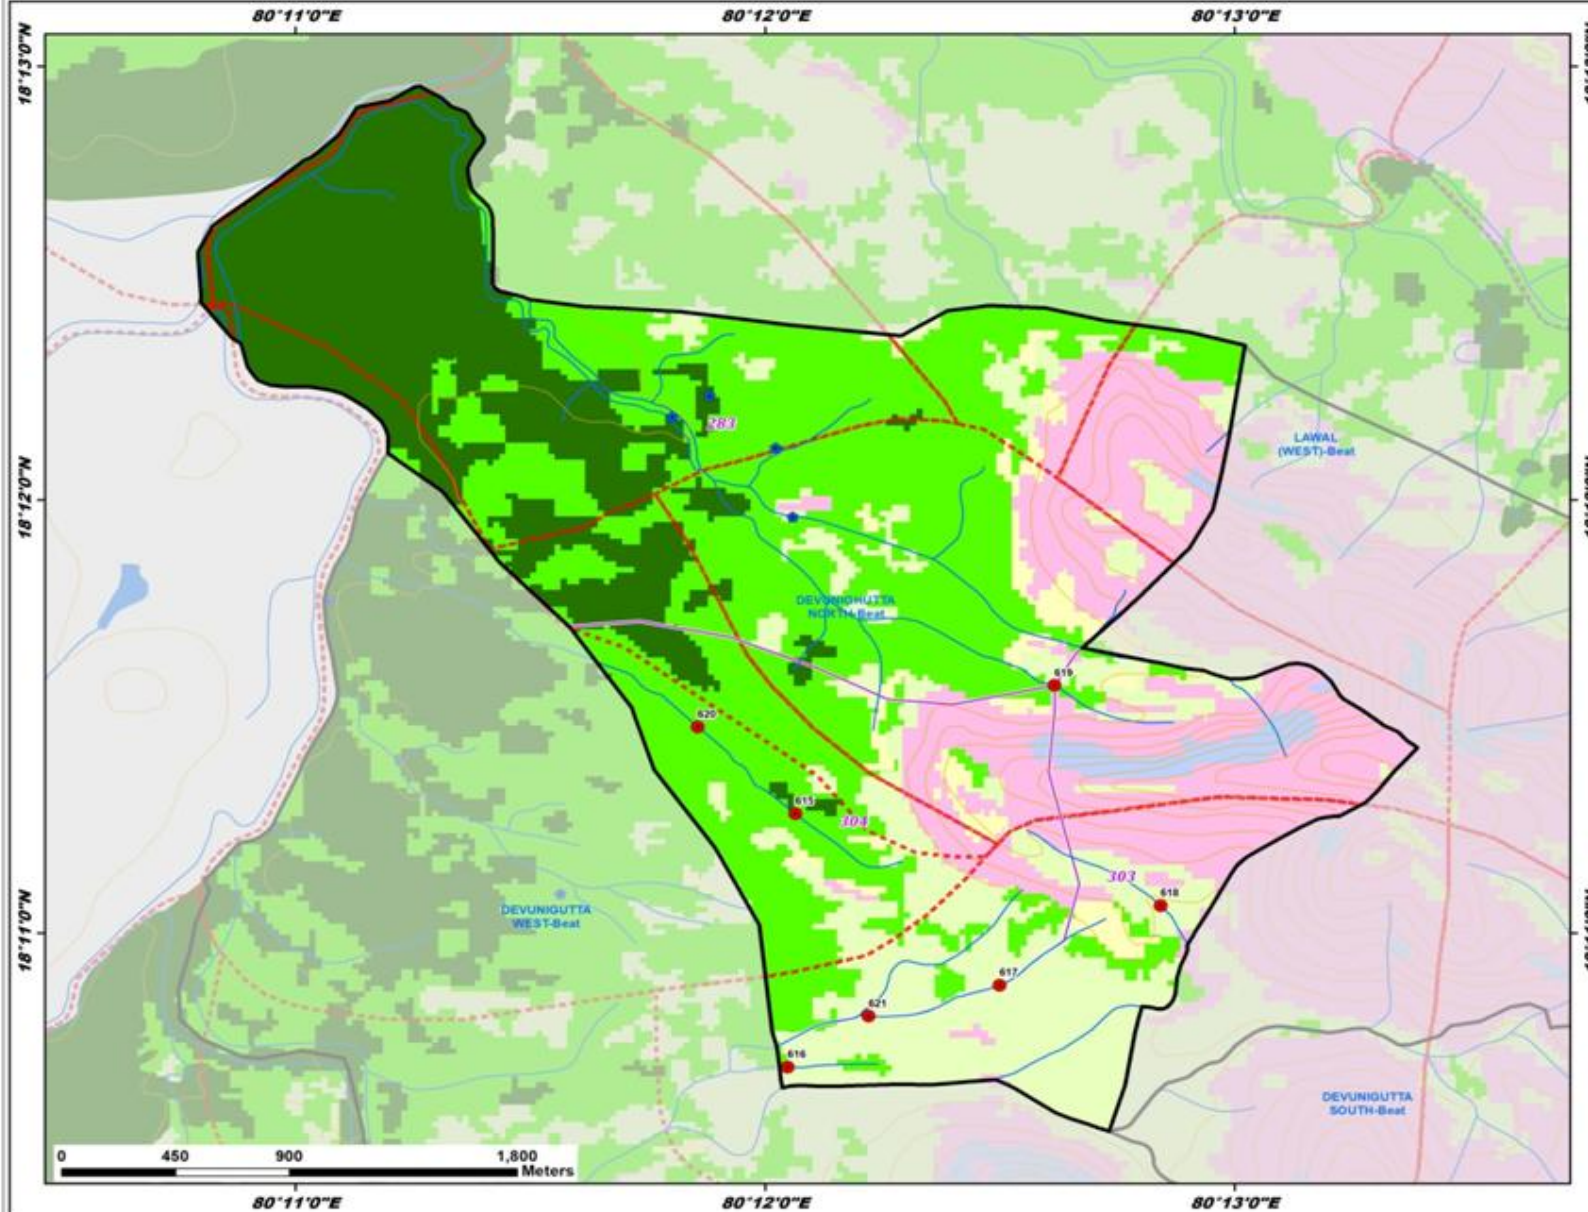 80°11'0"E 80°12'0"E 80°13'0"E
18°13'0"N
283
LAWAL
(WEST)-Beat
18°12'0"N
DEVUNIGHUTTA
NORTH-Beat
619
620
615
304
303
618
DEVUNIGUTTA
WEST-Beat
18°11'0"N
617
621
616
DEVUNIGUTTA
SOUTH-Beat
0 450 900 1,800
Meters
80°11'0"E 80°12'0"E 80°13'0"E